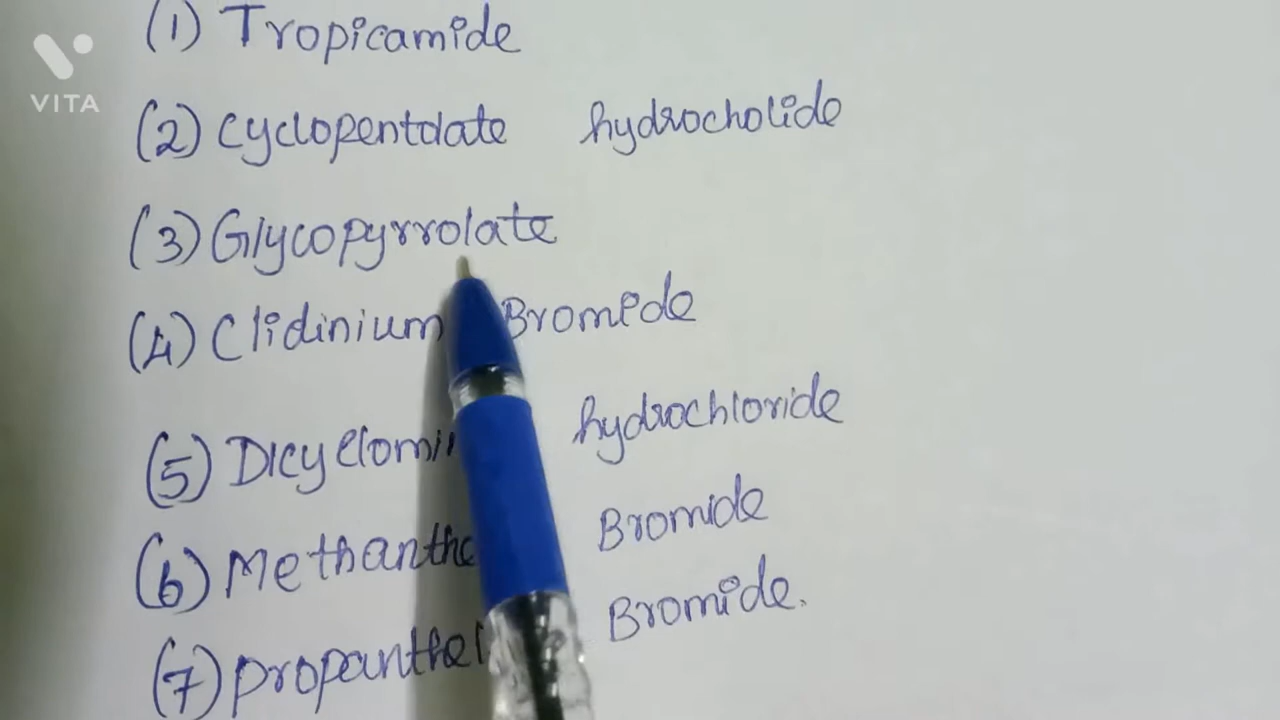 (1) Tropicamide
VITA
(2) Cyclopentolate hydrocholide
(3) Glycopyrrolate
(4) Clidinium Bromide
(5) Dicyclomi hydrochloride
(6) Methanthe Bromide
(7) Propanthel Bromide.